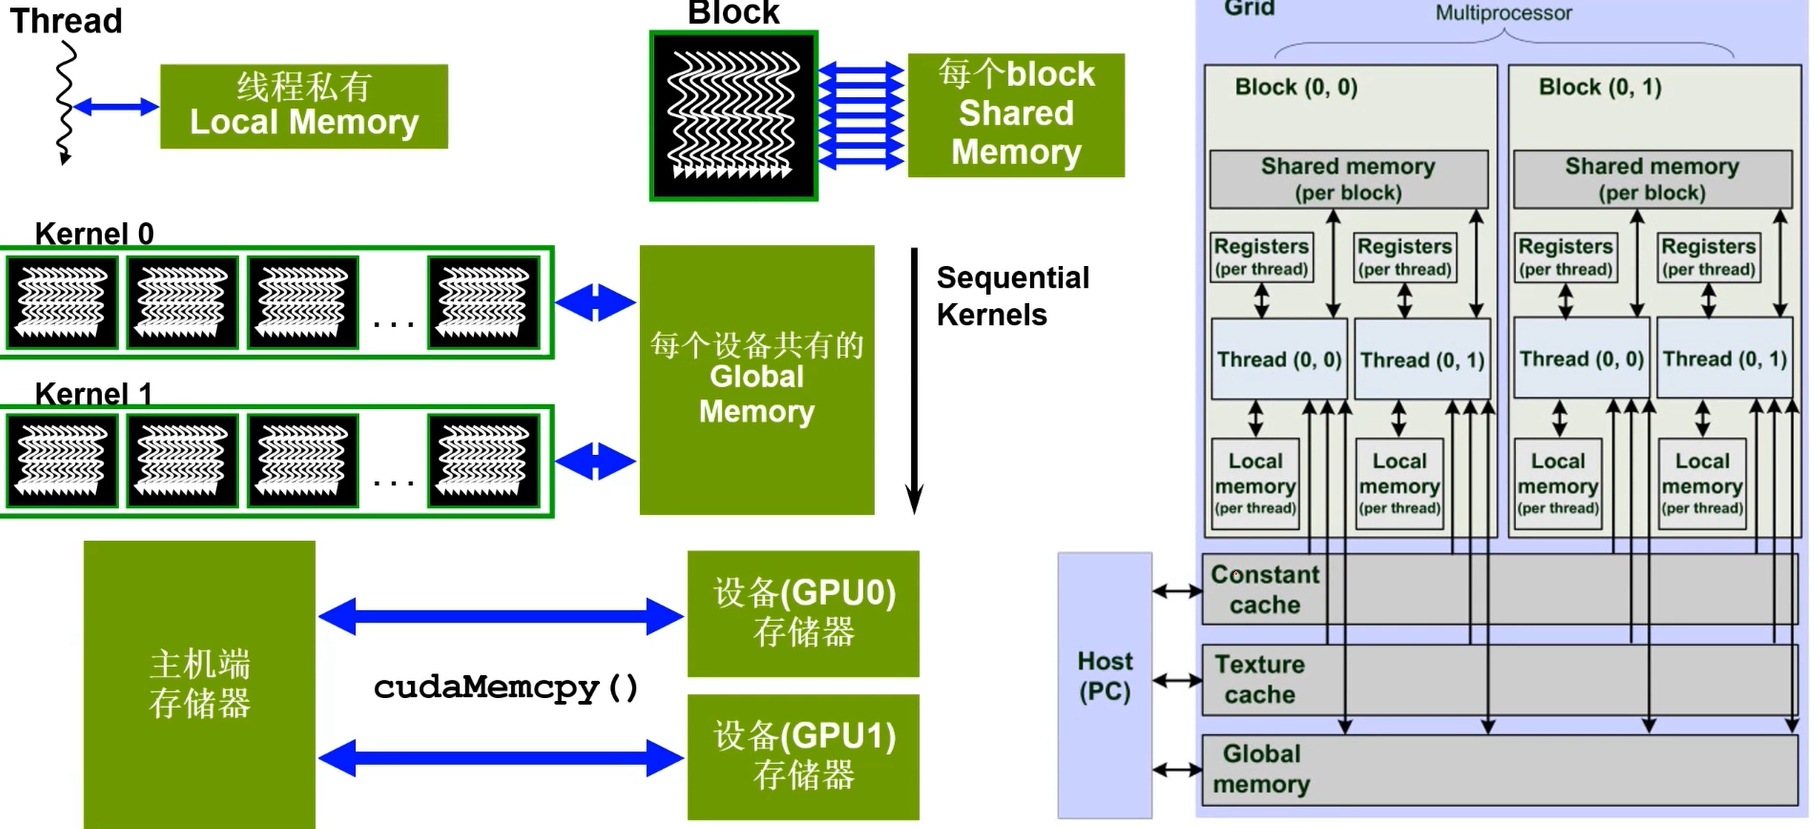 Thread
线程私有
Local Memory
Block
每个block
Shared
Memory
Kernel 0
...
Kernel 1
...
每个设备共有的
Global
Memory
Sequential
Kernels
主机端
存储器
cudaMemcpy()
设备(GPU0)
存储器
设备(GPU1)
存储器
Grid
Multiprocessor
Block (0, 0)
Shared memory
(per block)
Registers
(per thread)
Registers
(per thread)
Thread (0, 0)
Thread (0, 1)
Local
memory
(per thread)
Local
memory
(per thread)
Block (0, 1)
Shared memory
(per block)
Registers
(per thread)
Registers
(per thread)
Thread (0, 0)
Thread (0, 1)
Local
memory
(per thread)
Local
memory
(per thread)
Host
(PC)
Constant
cache
Texture
cache
Global
memory